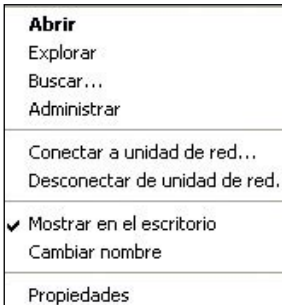 Abrir
Explorar
Buscar...
Administrar
Conectar a unidad de red...
Desconectar de unidad de red.
Mostrar en el escritorio
Cambiar nombre
Propiedades